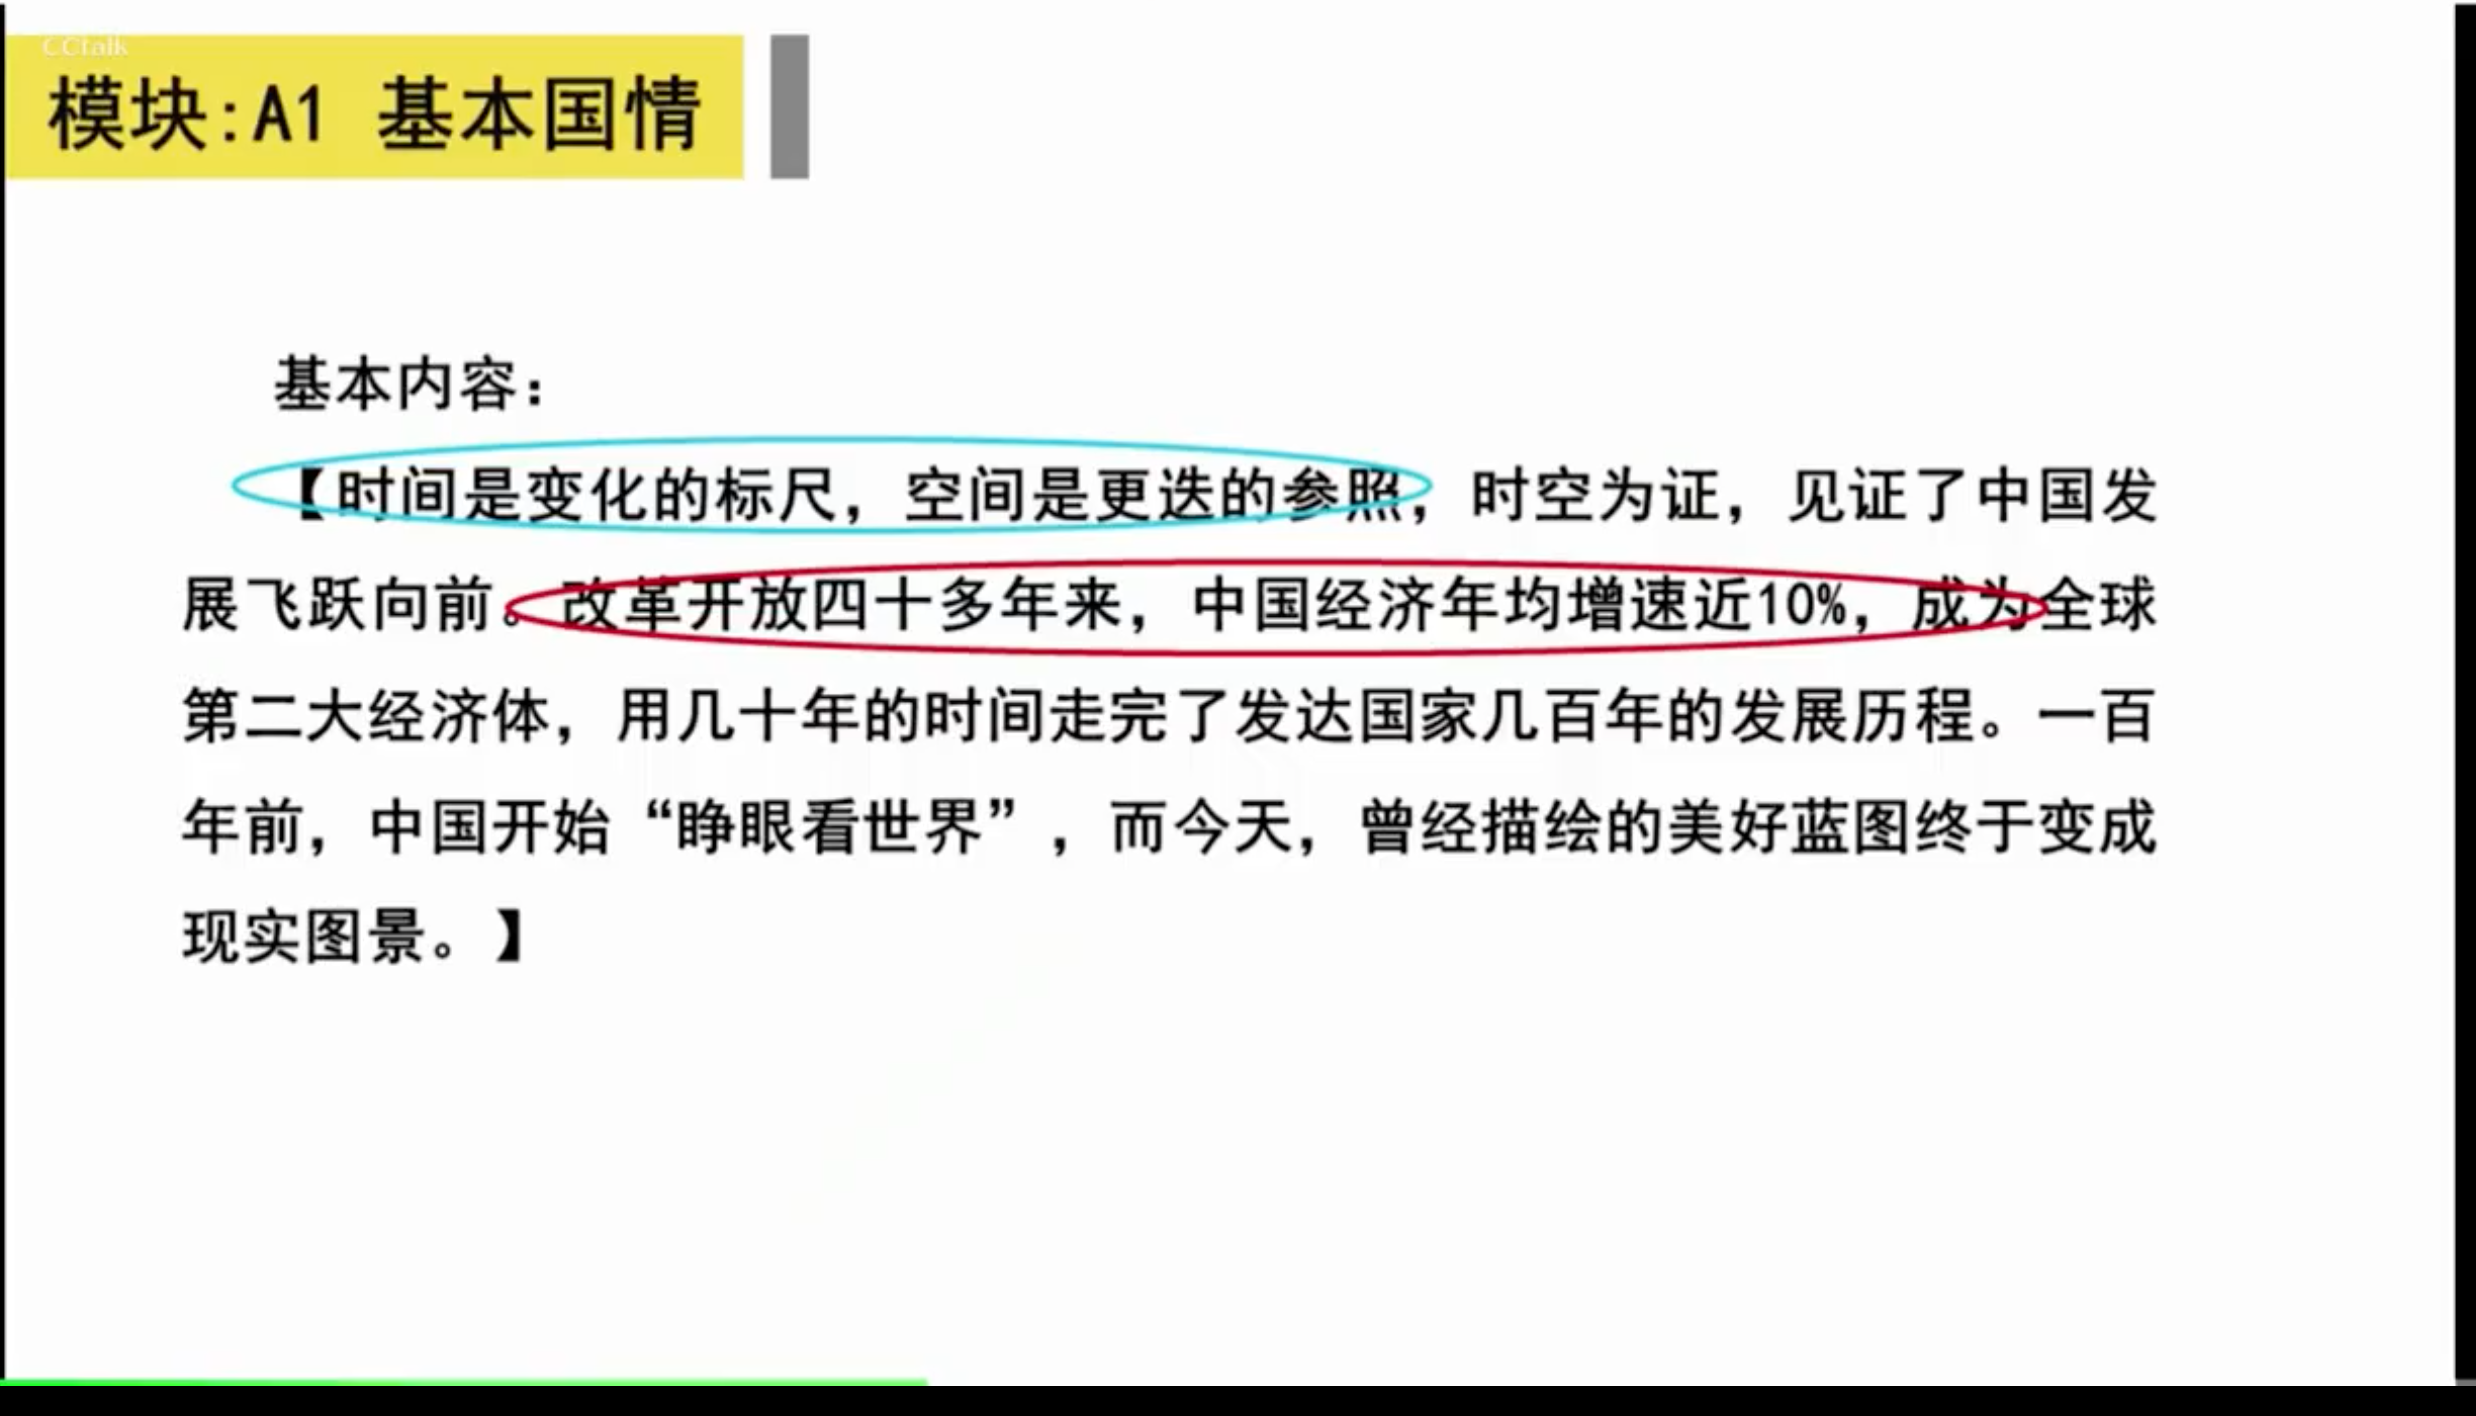 CCtalk
模块:A1 基本国情
基本内容：
【时间是变化的标尺，空间是更迭的参照，时空为证，见证了中国发
展飞跃向前。改革开放四十多年来，中国经济年均增速近10%，成为全球
第二大经济体，用几十年的时间走完了发达国家几百年的发展历程。一百
年前，中国开始“睁眼看世界”，而今天，曾经描绘的美好蓝图终于变成
现实图景。】